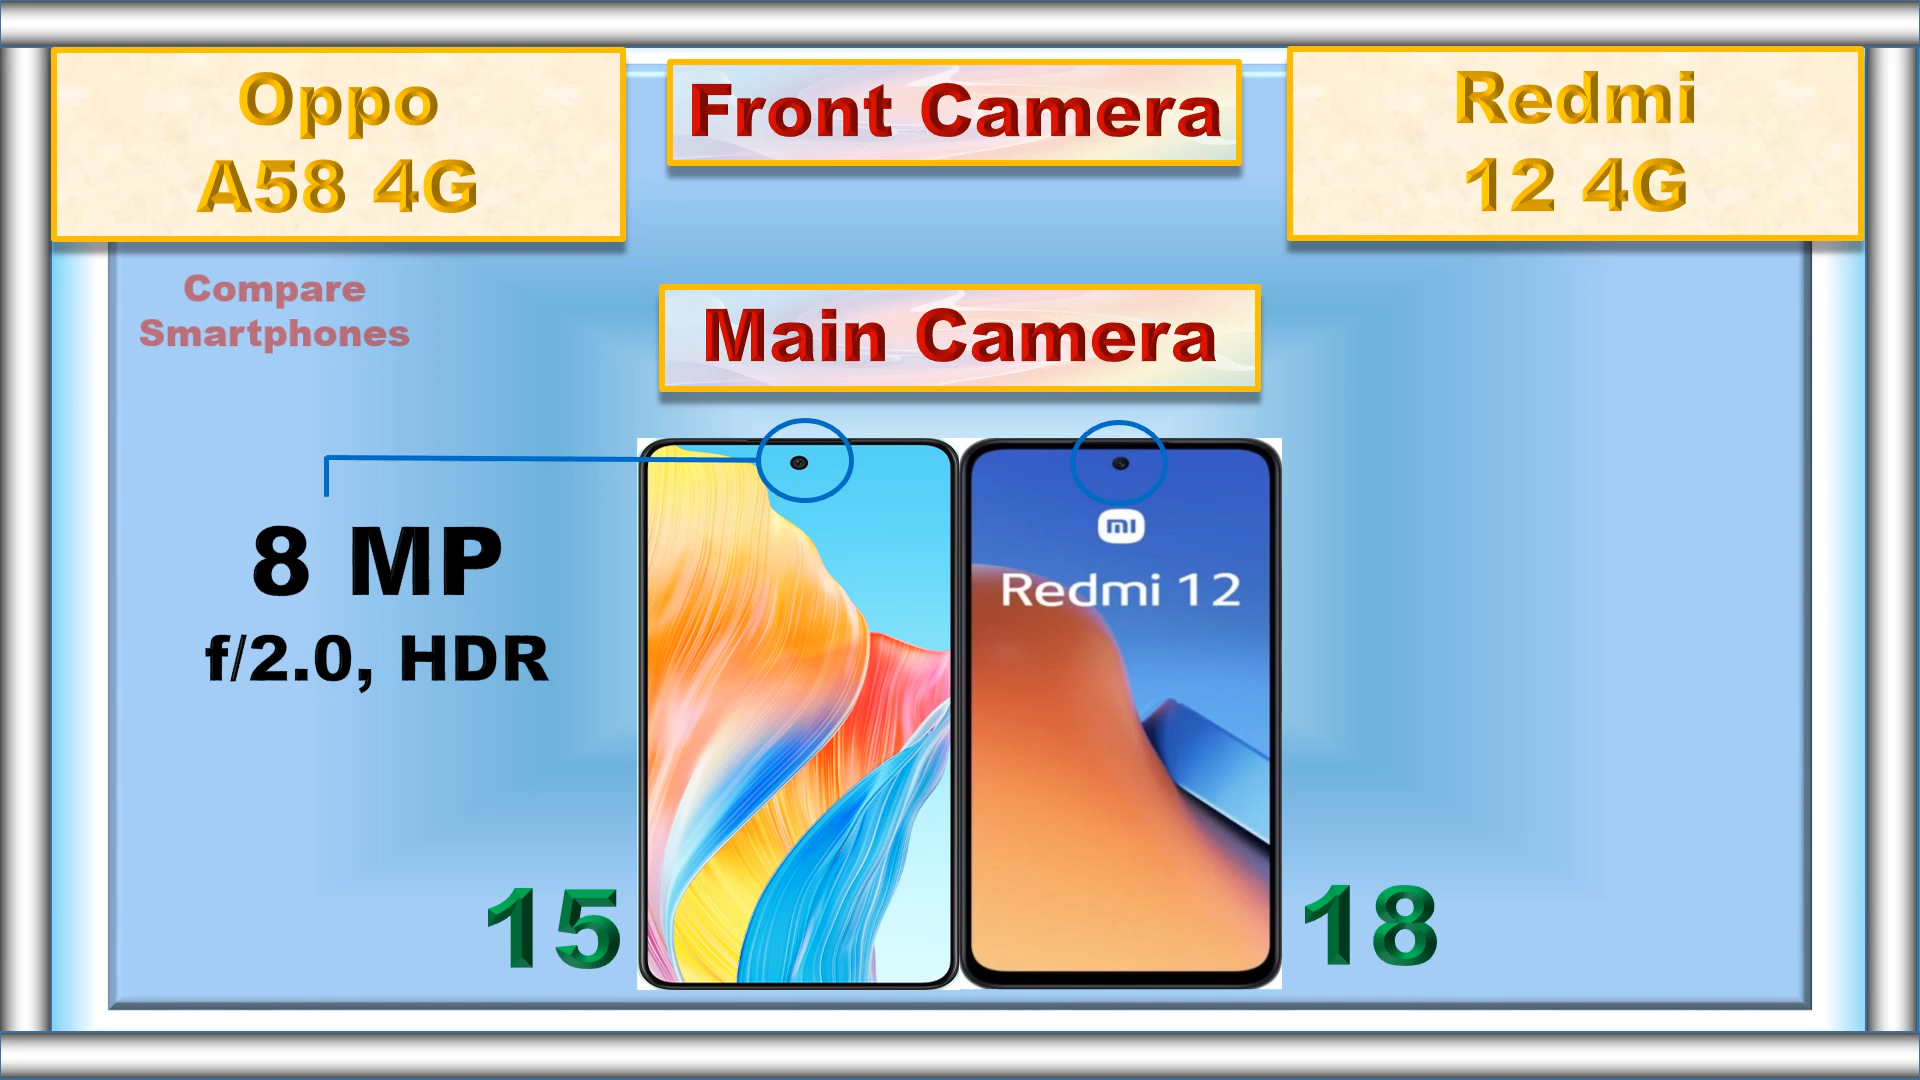 Oppo
A58 4G
Front Camera
Redmi
12 4G
Compare
Smartphones
Main Camera
8 MP
f/2.0, HDR
mi
Redmi 12
15
18